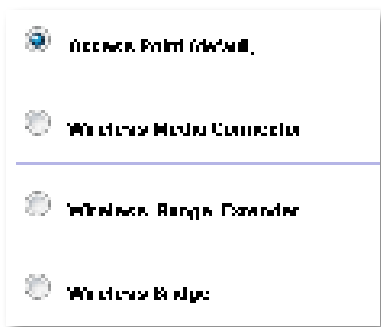 Access Point (default)
Wireless Media Connector
Wireless Range Extender
Wireless Bridge